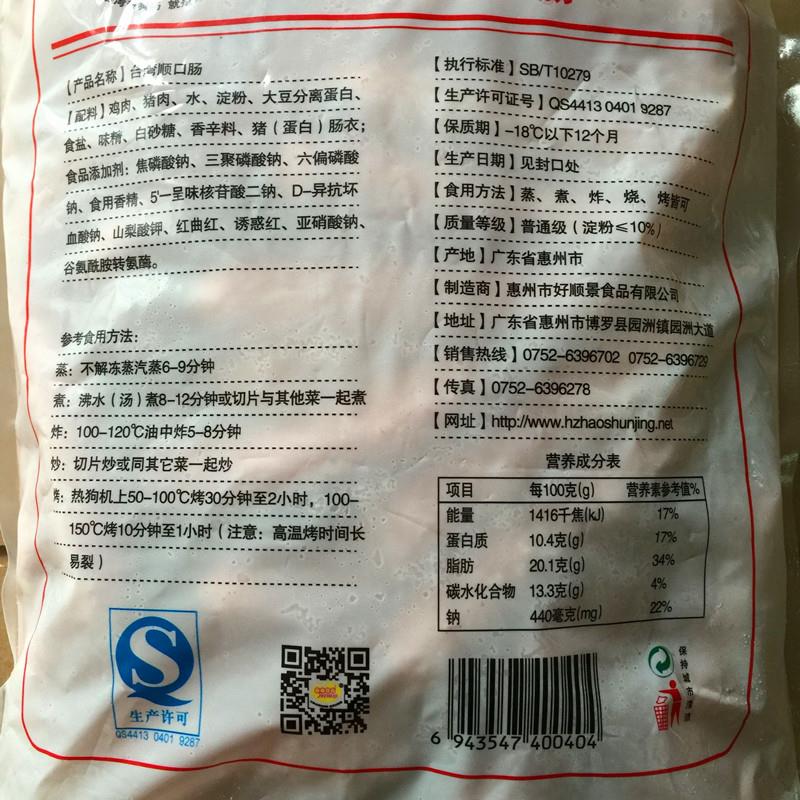 【产品名称】台湾顺口肠
【配料】鸡肉、猪肉、水、淀粉、大豆分离蛋白、
食盐、味精、白砂糖、香辛料、猪（蛋白）肠衣；
食品添加剂：焦磷酸钠、三聚磷酸钠、六偏磷酸
钠、食用香精、5'一呈味核苷酸二钠、D-异抗坏
血酸钠、山梨酸钾、红曲红、诱惑红、亚硝酸钠、
谷氨酰胺转氨酶。
参考食用方法：
蒸：不解冻蒸汽蒸6-9分钟
煮：沸水（汤）煮8-12分钟或切片与其他菜一起煮
炸：100-120℃油中炸5-8分钟
炒：切片炒或同其它菜一起炒
烤：热狗机上50-100℃烤30分钟至2小时，100-
150℃烤10分钟至1小时（注意：高温烤时间长
易裂）
生产许可
QS4413 0401 9287
【执行标准】SB/T10279
【生产许可证号】QS4413 0401 9287
【保质期】-18℃以下12个月
【生产日期】见封口处
【食用方法】蒸、煮、炸、烧、烤皆可
【质量等级】普通级（淀粉≤10%）
【产地】广东省惠州市
【制造商】惠州市好顺景食品有限公司
【地址】广东省惠州市博罗县园洲镇园洲大道
【销售热线】0752-6396702 0752-6396729
【传真】0752-6396278
【网址】http://www.hzhaoshunjing.net
营养成分表
项目 每100克(g) 营养素参考值%
能量 1416千焦(kJ) 17%
蛋白质 10.4克(g) 17%
脂肪 20.1克(g) 34%
碳水化合物 13.3克(g) 4%
钠 440毫克(mg) 22%
6 943547 400404
保持城市清洁